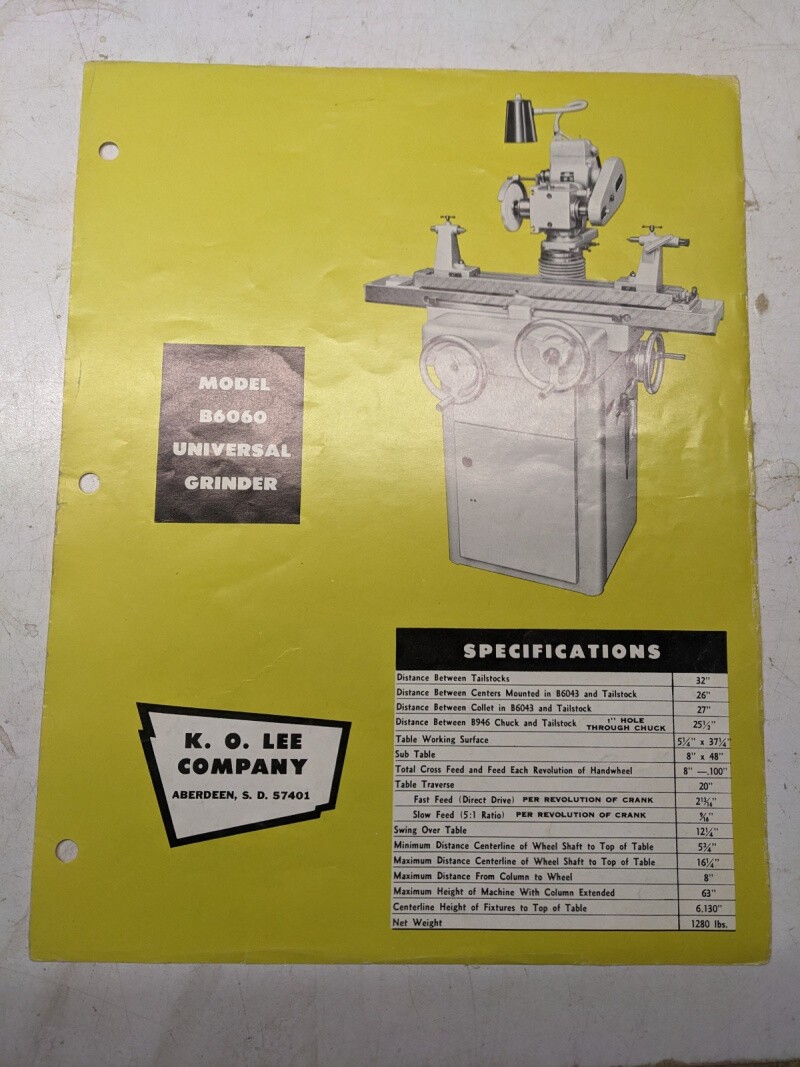 MODEL
B6060
UNIVERSAL
GRINDER
K. O. LEE
COMPANY
ABERDEEN, S. D. 57401
SPECIFICATIONS
Distance Between Tailstocks 32"
Distance Between Centers Mounted in B6043 and Tailstock 26"
Distance Between Collet in B6043 and Tailstock 27"
Distance Between B946 Chuck and Tailstock 1" HOLE THROUGH CHUCK 25½"
Table Working Surface 5¼" x 37¼"
Sub Table 8" x 48"
Total Cross Feed and Feed Each Revolution of Handwheel 8" —.100"
Table Traverse 20"
Fast Feed (Direct Drive) PER REVOLUTION OF CRANK 2 13/16"
Slow Feed (5:1 Ratio) PER REVOLUTION OF CRANK 9/16"
Swing Over Table 12¼"
Minimum Distance Centerline of Wheel Shaft to Top of Table 5¾"
Maximum Distance Centerline of Wheel Shaft to Top of Table 16¼"
Maximum Distance From Column to Wheel 8"
Maximum Height of Machine With Column Extended 63"
Centerline Height of Fixtures to Top of Table 6.130"
Net Weight 1280 lbs.